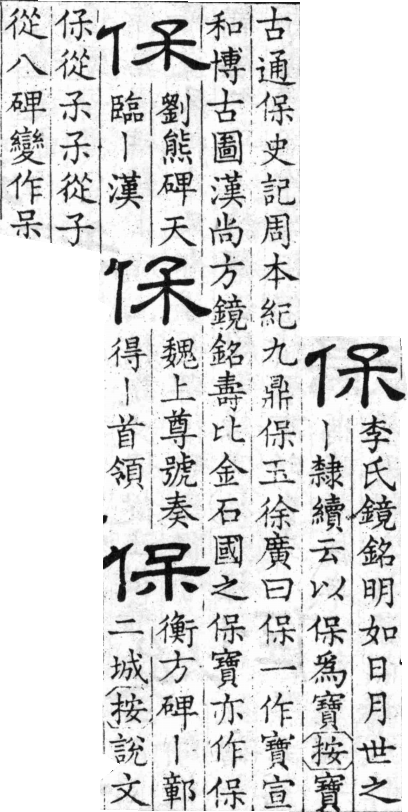 保
李氏鏡銘明如日月世之
丨隸續云以保爲寶按寶
古通保史記周本紀九鼎保玉徐廣曰保一作寶宣
和博古圖漢尚方鏡銘壽比金石國之保寶亦作保
保
劉熊碑天
臨丨漢
保
魏上尊號奏
得丨首領
保
衡方碑丨鄣
二城按說文
從
從子
從八碑變作呆